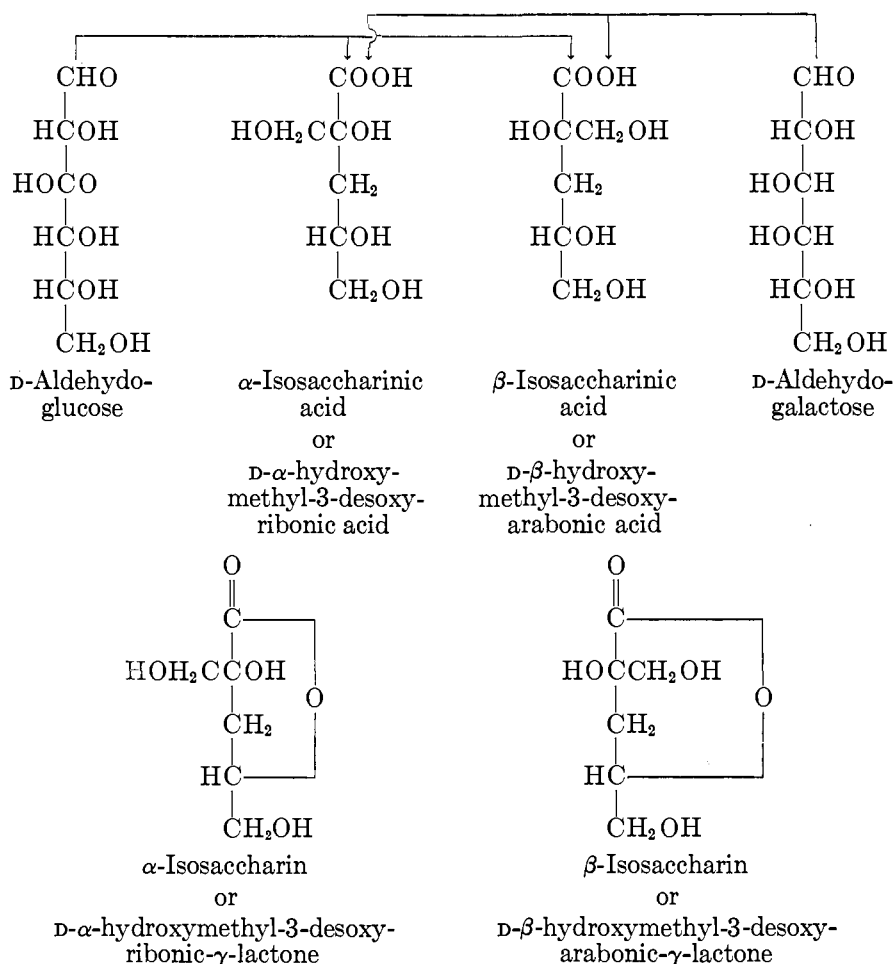 CHO COOH COOH CHO
HCOH HOH₂CCOH HOCCH₂OH HCOH
HOCO CH₂ CH₂ HOCH
HCOH HCOH HCOH HOCH
HCOH CH₂OH CH₂OH HCOH
CH₂OH CH₂OH
D-Aldehydo-
glucose
α-Isosaccharinic
acid
or
D-α-hydroxy-
methyl-3-desoxy-
ribonic acid
β-Isosaccharinic
acid
or
D-β-hydroxy-
methyl-3-desoxy-
arabonic acid
D-Aldehydo-
galactose
O O
C C
HOH₂CCOH O HOCCH₂OH O
CH₂ CH₂
HC HC
CH₂OH CH₂OH
α-Isosaccharin
or
D-α-hydroxymethyl-3-desoxy-
ribonic-γ-lactone
β-Isosaccharin
or
D-β-hydroxymethyl-3-desoxy-
arabonic-γ-lactone